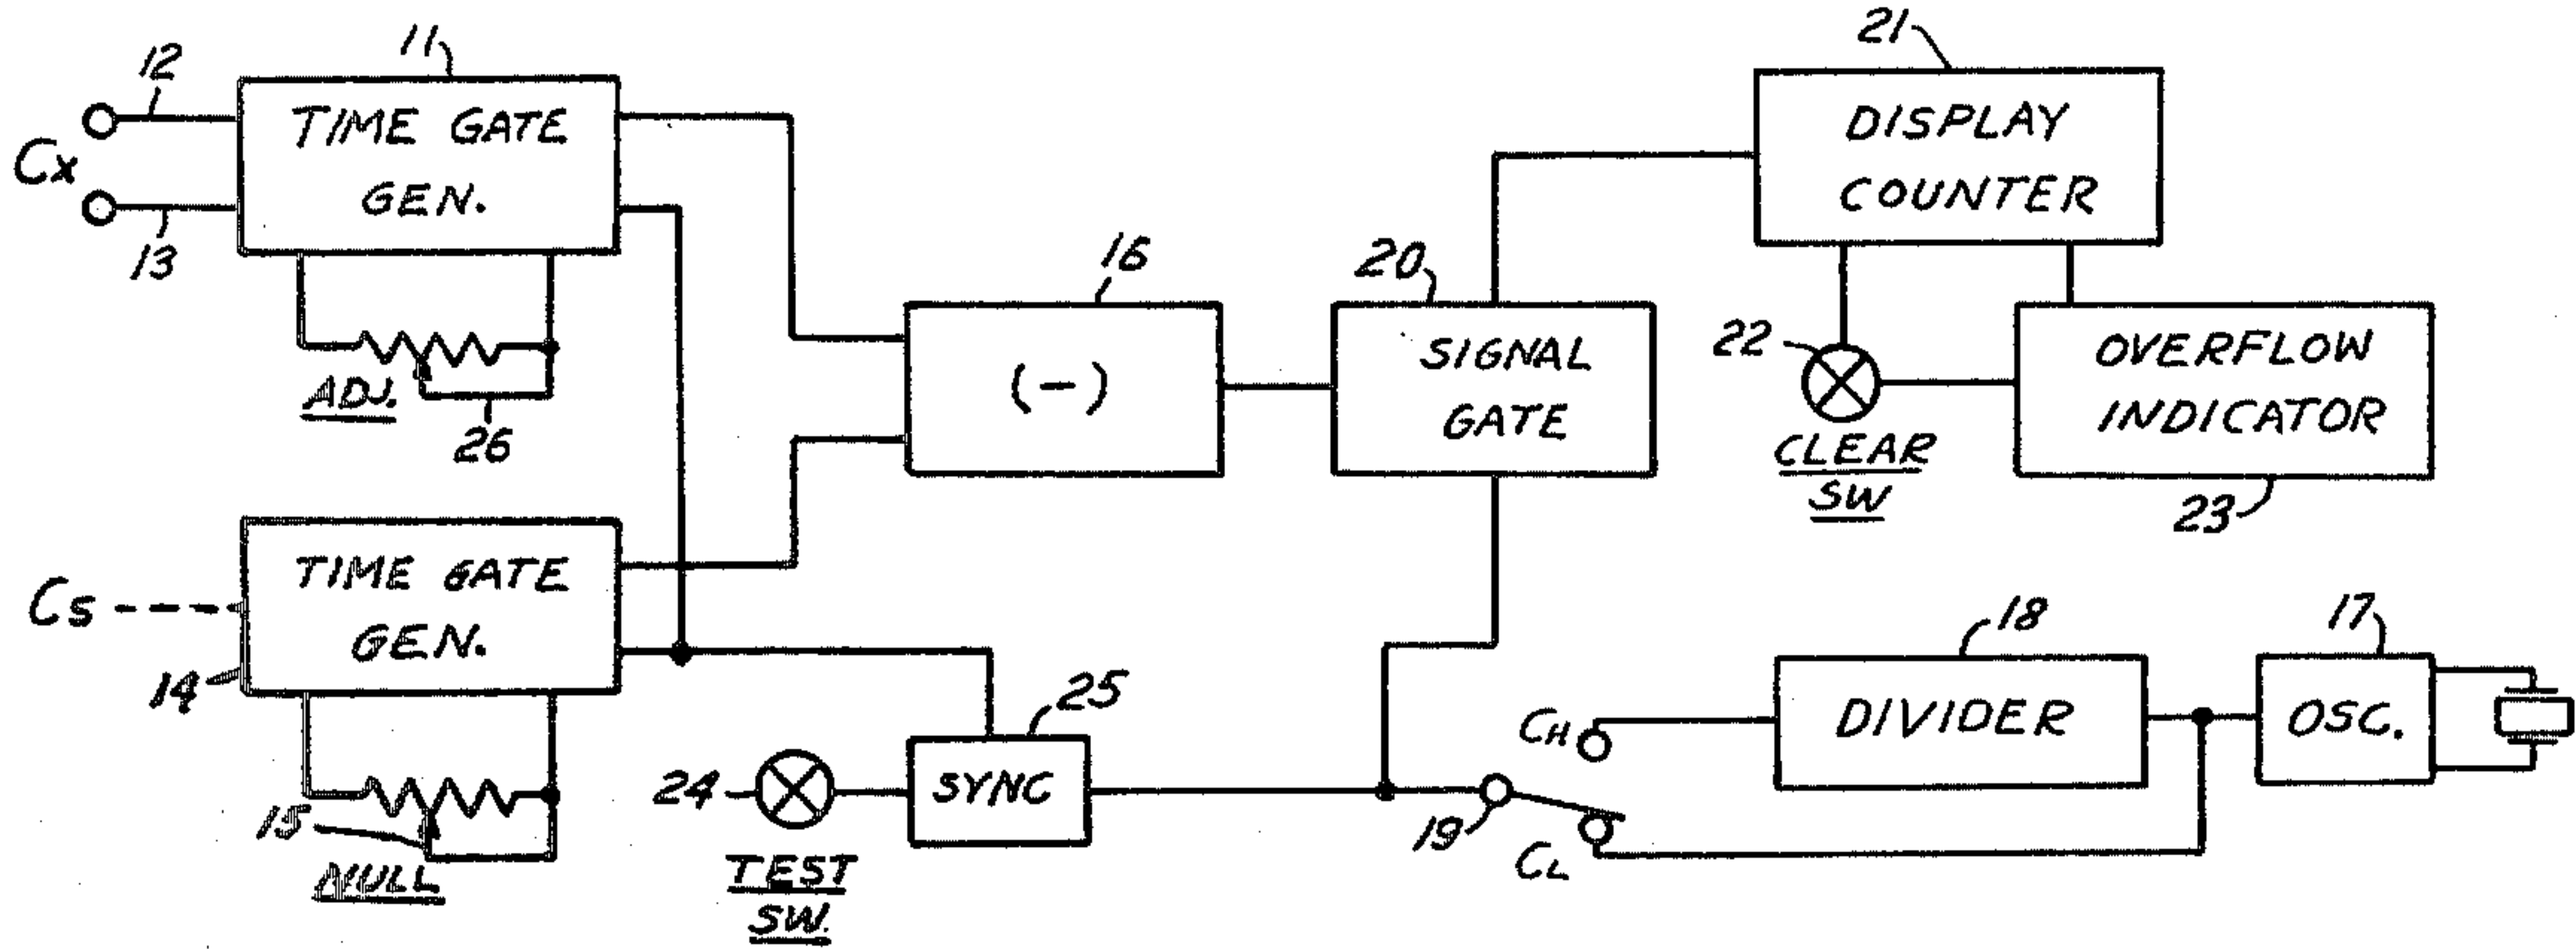 11
12
TIME GATE
GEN.
Cx
13
ADJ.
26
16
(-)
20
SIGNAL
GATE
21
DISPLAY
COUNTER
22
CLEAR
SW
OVERFLOW
INDICATOR
23
Cs
TIME GATE
GEN.
14
15
NULL
24
TEST
SW.
25
SYNC
19
CH
CL
18
DIVIDER
17
OSC.